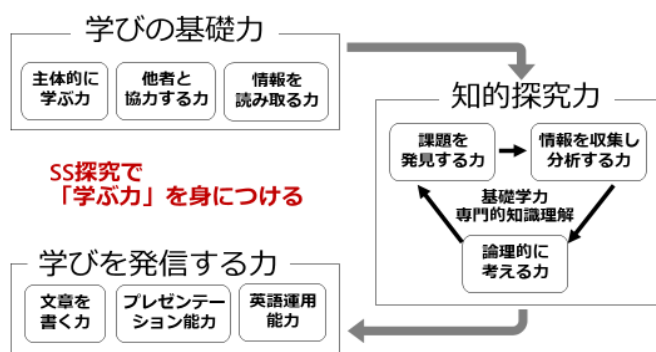 学びの基礎力
主体的に
学ぶ力
他者と
協力する力
情報を
読み取る力
知的探究力
課題を
発見する力
情報を収集し
分析する力
基礎学力
専門的知識理解
論理的に
考える力
SS探究で
「学ぶ力」を身につける
学びを発信する力
文章を
書く力
プレゼンテー
ション能力
英語運用
能力